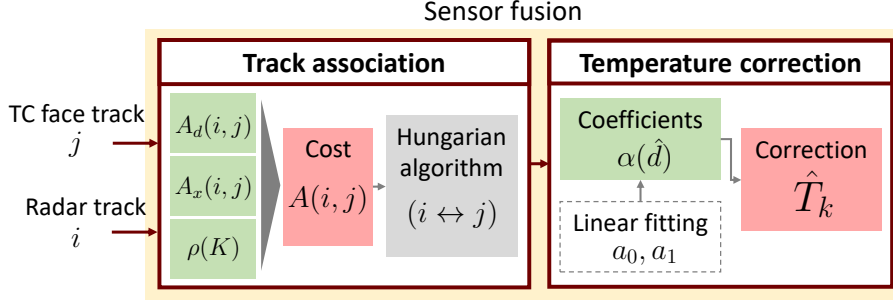 Sensor fusion
Track association
Temperature correction
TC face track
j
Radar track
i
A_d(i, j)
A_x(i, j)
ρ(K)
Cost
A(i, j)
Hungarian
algorithm
(i ↔ j)
Coefficients
α(d̂)
Linear fitting
a_0, a_1
Correction
T̂_k